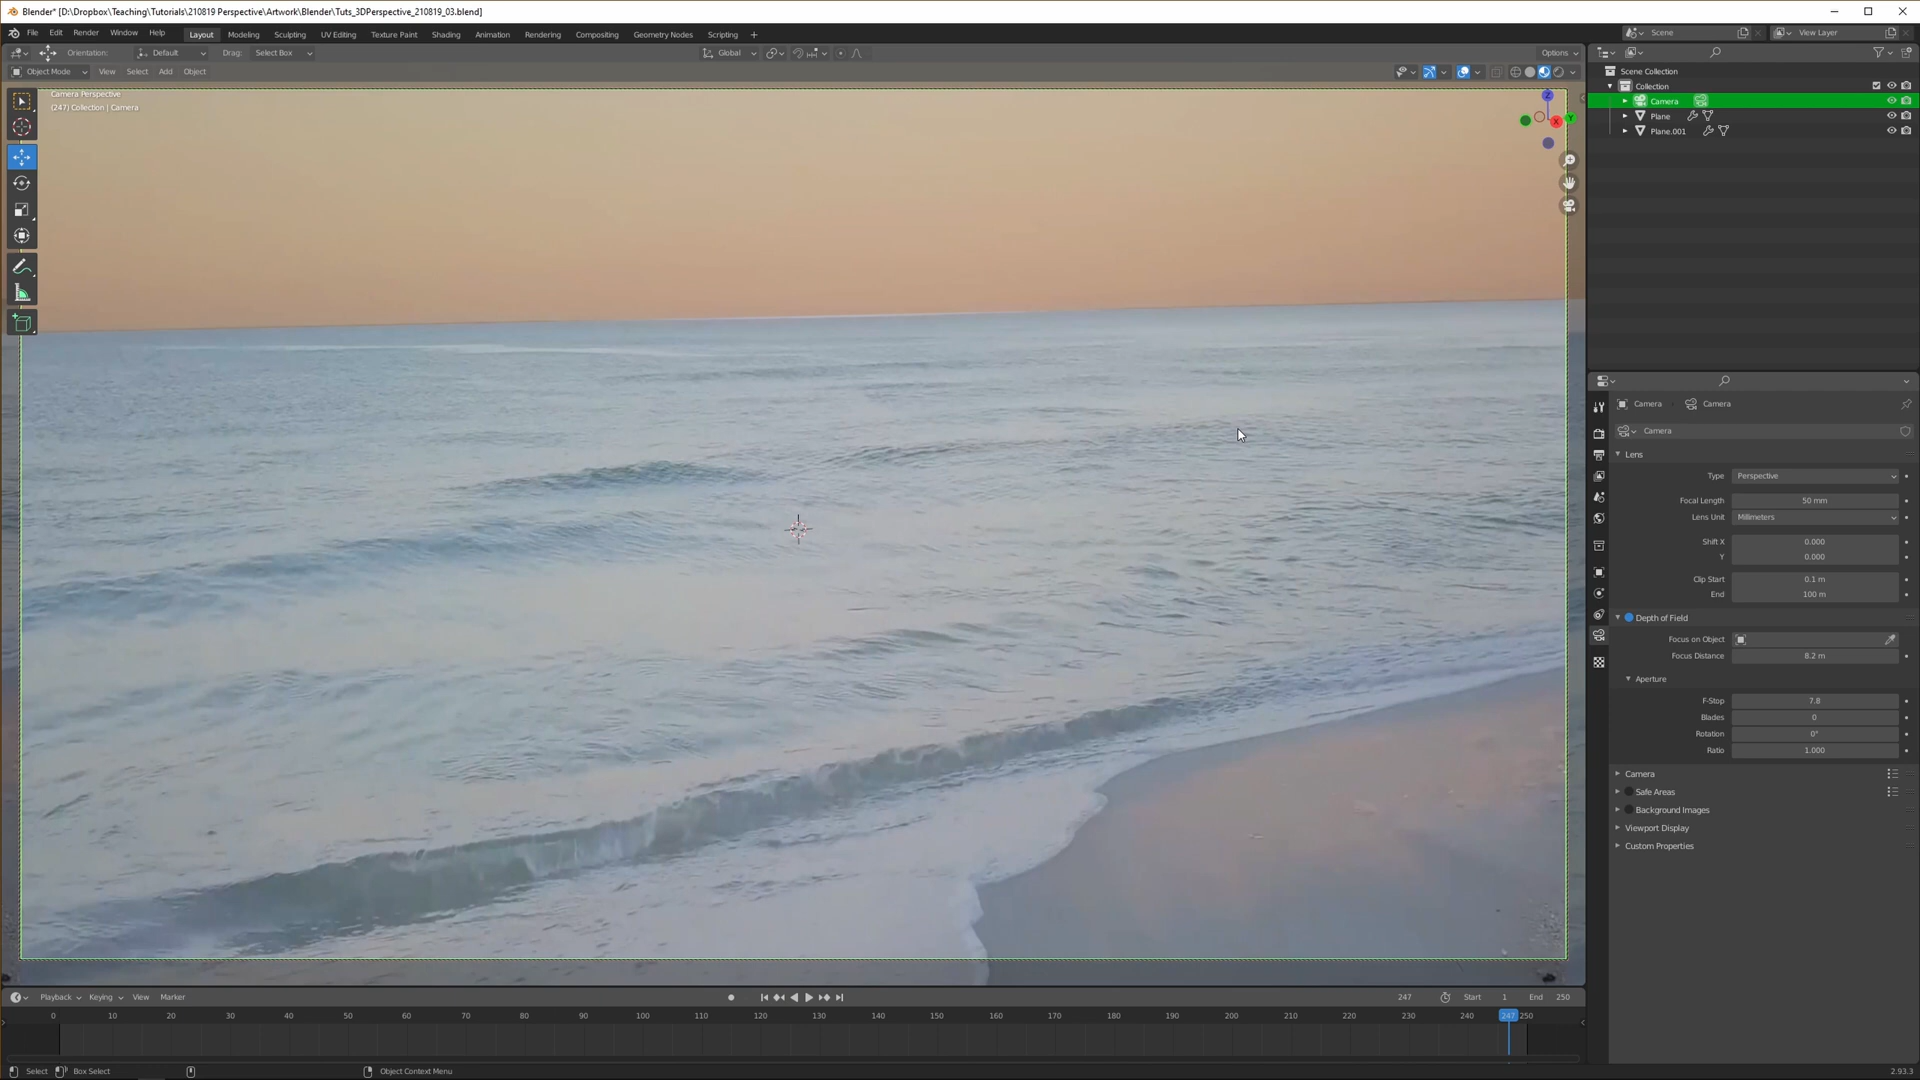 Blender* [D:\Dropbox\Teaching\Tutorials\210819 Perspective\Artwork\Blender\Tuts_3DPerspective_210819_03.blend]
File Edit Render Window Help Layout Modeling Sculpting UV Editing Texture Paint Shading Animation Rendering Compositing Geometry Nodes Scripting + Scene View Layer
Orientation: Default Drag: Select Box Global Options
Object Mode View Select Add Object
Scene Collection
Collection
Camera
Plane
Plane.001
Camera Perspective
(247) Collection | Camera
Z
Y
X
Camera Camera
Camera
Lens
Type Perspective
Focal Length 50 mm
Lens Unit Millimeters
Shift X 0.000
Y 0.000
Clip Start 0.1 m
End 100 m
Depth of Field
Focus on Object
Focus Distance 8.2 m
Aperture
F-Stop 7.8
Blades 0
Rotation 0°
Ratio 1.000
Camera
Safe Areas
Background Images
Viewport Display
Custom Properties
Playback Keying View Marker 247 Start 1 End 250
0 10 20 30 40 50 60 70 80 90 100 110 120 130 140 150 160 170 180 190 200 210 220 230 240 247 250
Select Box Select Object Context Menu 2.93.3